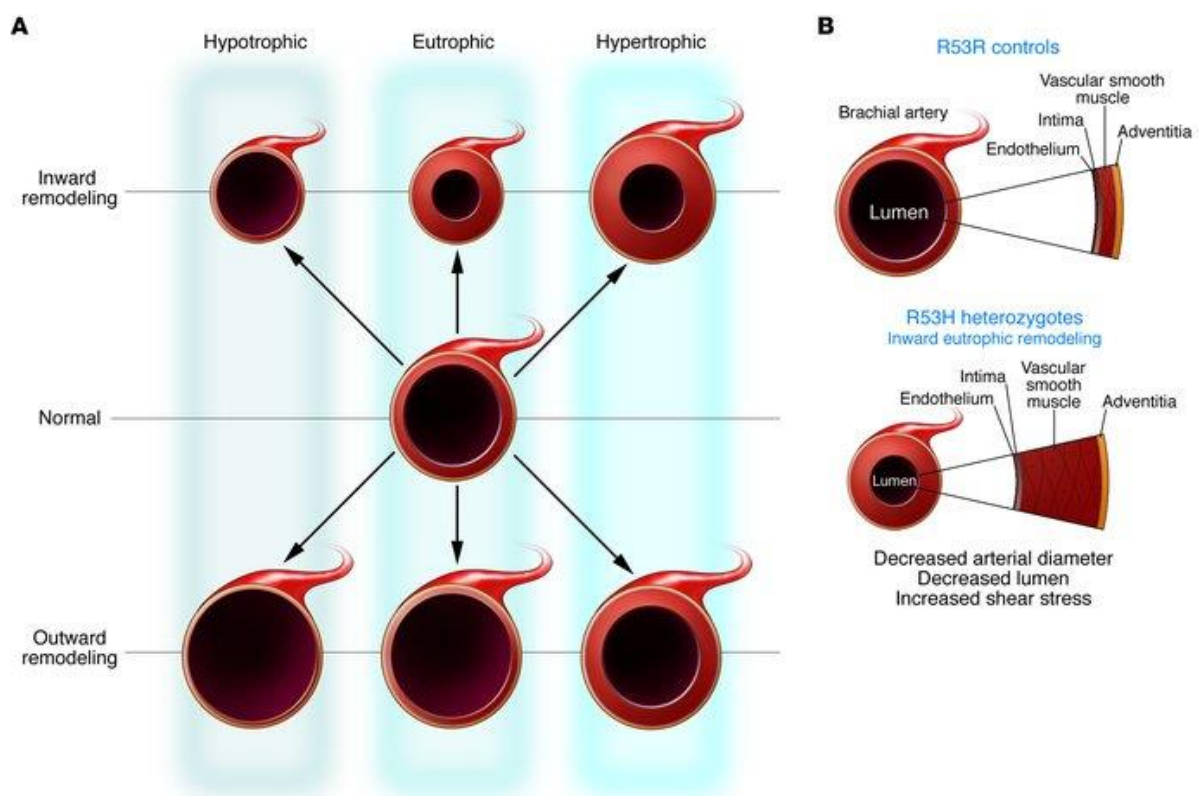 A
Hypotrophic
Eutrophic
Hypertrophic
Inward
remodeling
Normal
Outward
remodeling
B
R53R controls
Brachial artery
Vascular smooth
muscle
Intima
Adventitia
Endothelium
Lumen
R53H heterozygotes
Inward eutrophic remodeling
Vascular
smooth
muscle
Intima
Endothelium
Adventitia
Lumen
Decreased arterial diameter
Decreased lumen
Increased shear stress